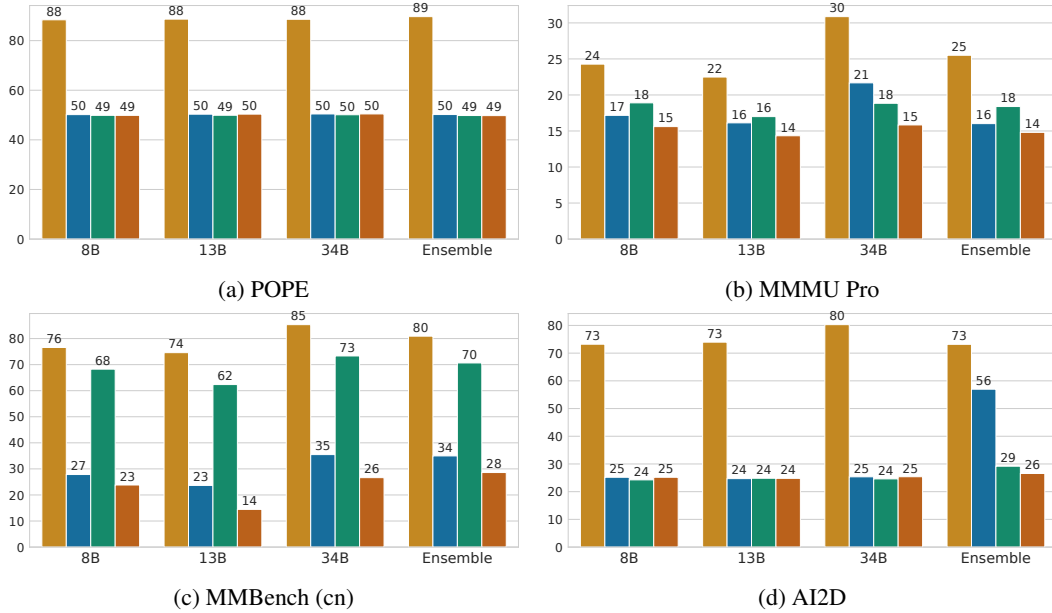 88 88 88 89
80
60
50 49 49 50 49 50 50 50 50 50 49 49
40
20
0
8B 13B 34B Ensemble
(a) POPE
30
30
25
24 22 25
21
20
17 18 15 16 16 14 18 15 16 18 14
15
10
5
0
8B 13B 34B Ensemble
(b) MMMU Pro
85
80
80
76 74
73
70
70
68
62
60
50
40
35 34
30
27 23 23 26 28
20
14
10
0
8B 13B 34B Ensemble
(c) MMBench (cn)
80
80
73 73 73
70
60
56
50
40
30
25 24 25 24 24 24 25 24 25 29 26
20
10
0
8B 13B 34B Ensemble
(d) AI2D